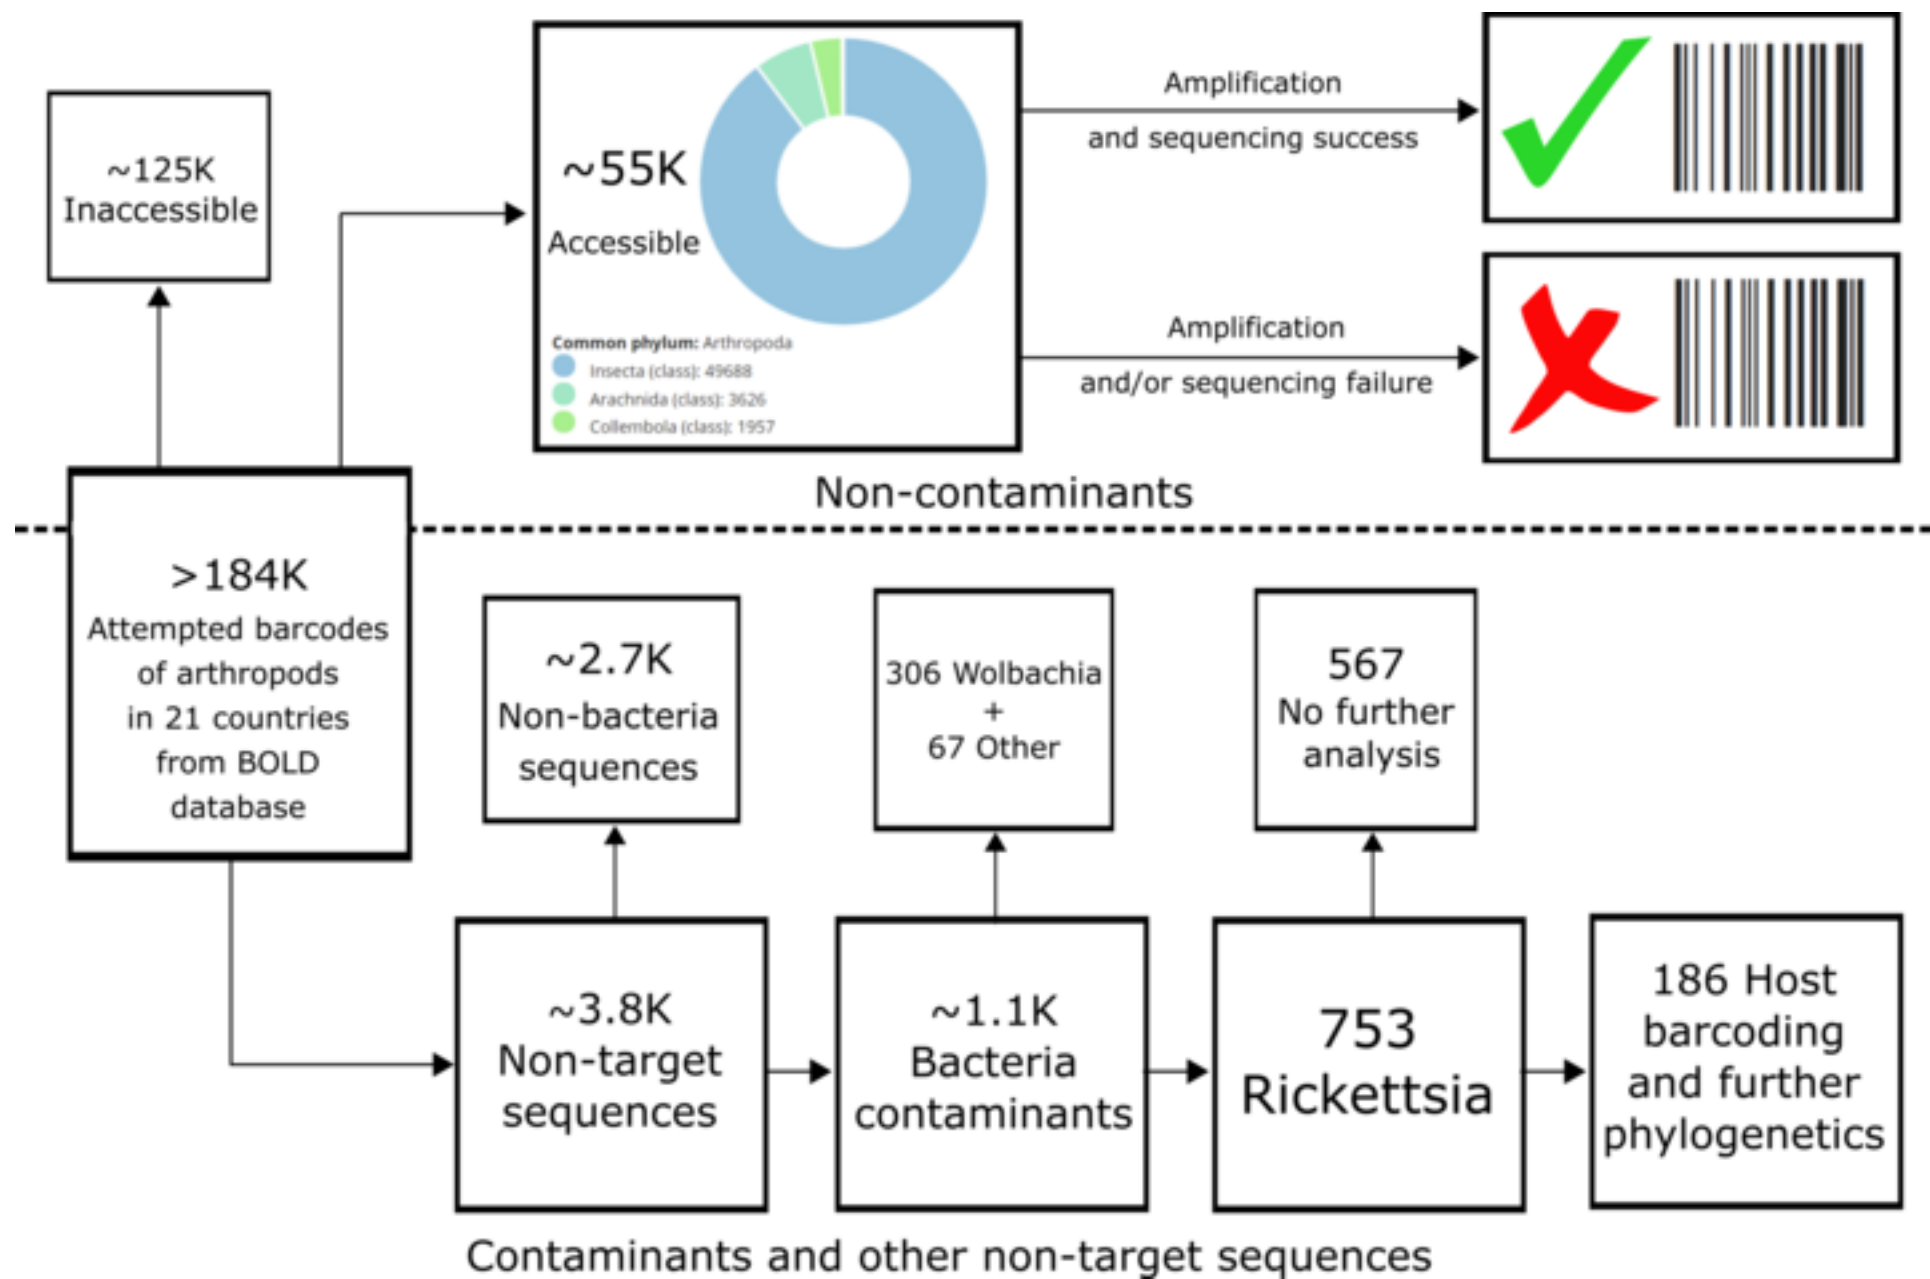 ~125K
Inaccessible
~55K
Accessible
Common phylum: Arthropoda
Insecta (class): 49688
Arachnida (class): 3626
Collembola (class): 1957
Amplification
and sequencing success
Amplification
and/or sequencing failure
Non-contaminants
>184K
Attempted barcodes
of arthropods
in 21 countries
from BOLD
database
~2.7K
Non-bacteria
sequences
306 Wolbachia
+
67 Other
567
No further
analysis
~3.8K
Non-target
sequences
~1.1K
Bacteria
contaminants
753
Rickettsia
186 Host
barcoding
and further
phylogenetics
Contaminants and other non-target sequences